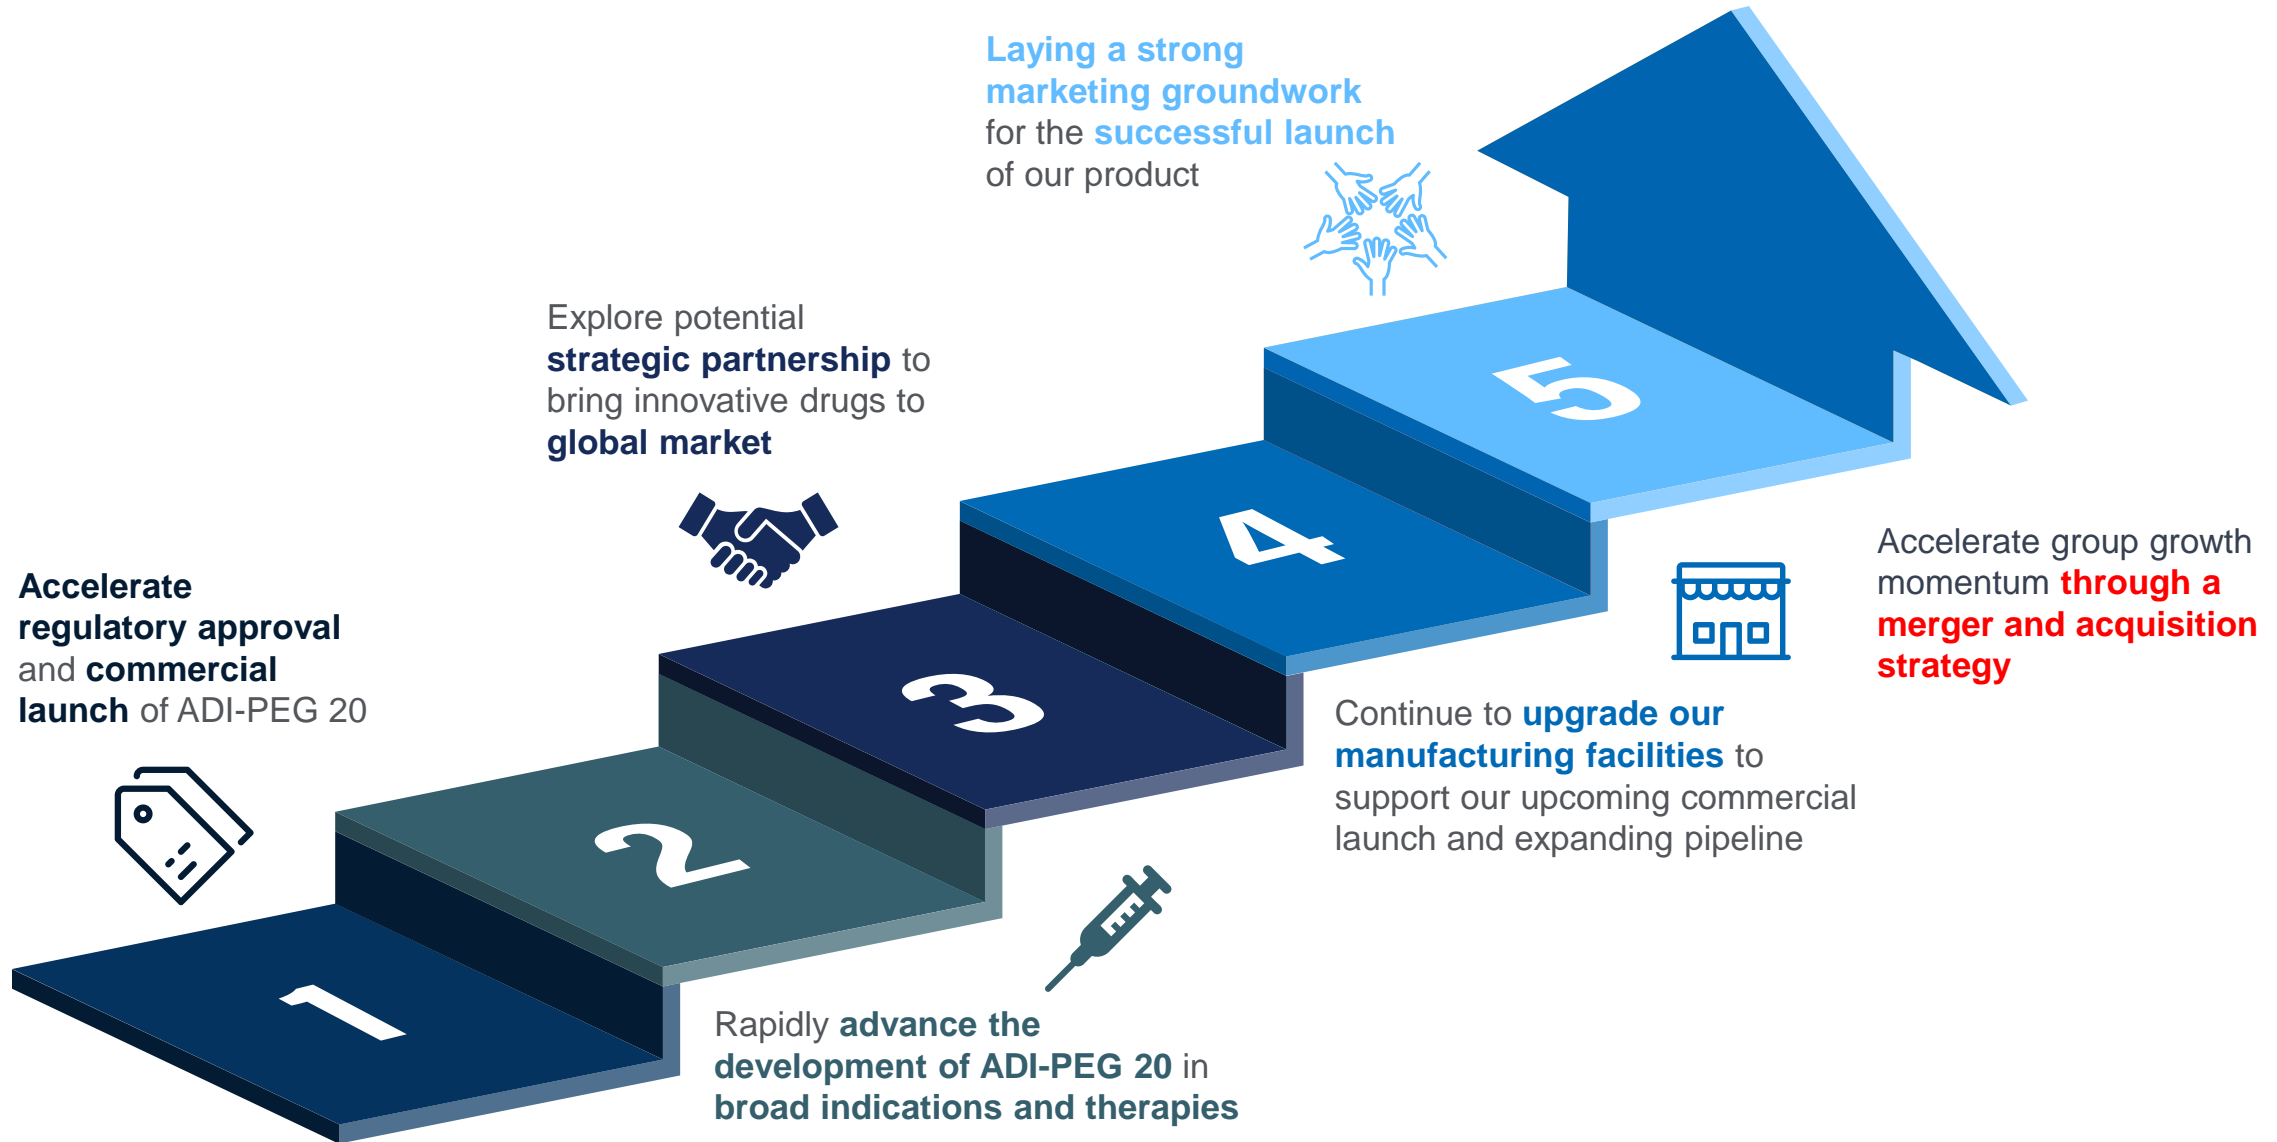 Accelerate
regulatory approval
and commercial
launch of ADI-PEG 20
1
Rapidly advance the
development of ADI-PEG 20 in
broad indications and therapies
2
Explore potential
strategic partnership to
bring innovative drugs to
global market
3
Continue to upgrade our
manufacturing facilities to
support our upcoming commercial
launch and expanding pipeline
4
Laying a strong
marketing groundwork
for the successful launch
of our product
5
Accelerate group growth
momentum through a
merger and acquisition
strategy